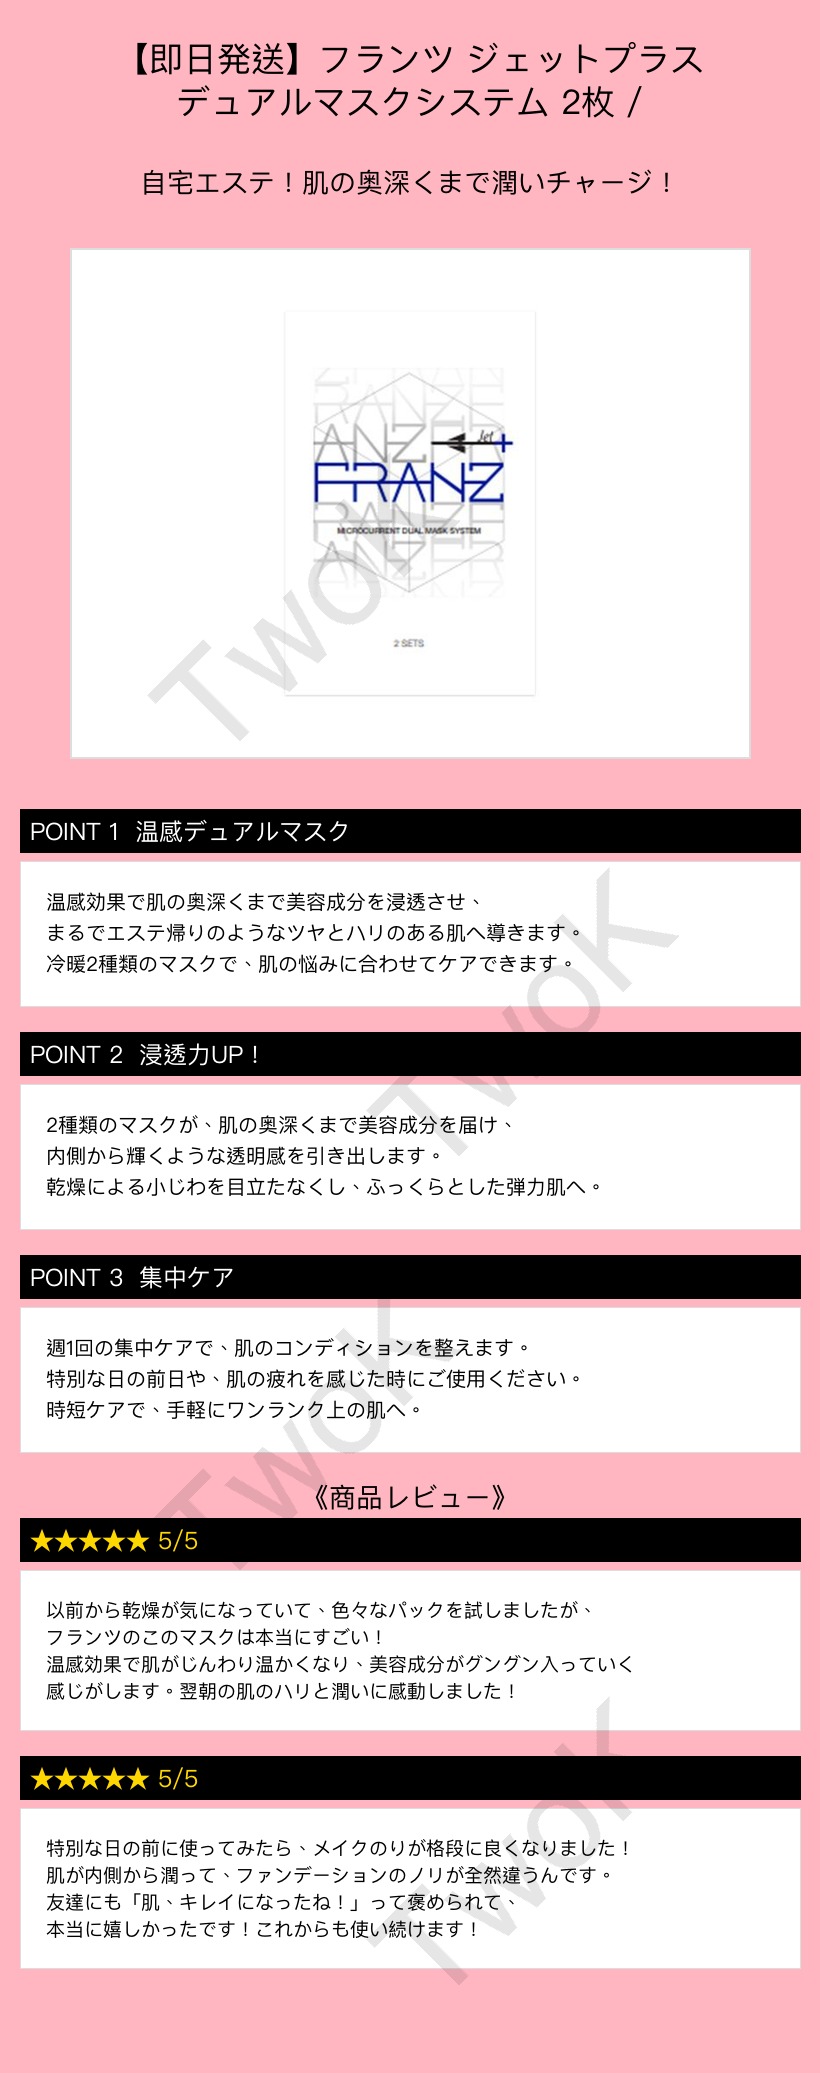 【即日発送】フランツ ジェットプラス
デュアルマスクシステム 2枚 /
自宅エステ！肌の奥深くまで潤いチャージ！
FRANZ
ANZ
Jet
FRANZ
MICROCURRENT DUAL MASK SYSTEM
2 SETS
TwoK
POINT 1 温感デュアルマスク
温感効果で肌の奥深くまで美容成分を浸透させ、
まるでエステ帰りのようなツヤとハリのある肌へ導きます。
冷暖2種類のマスクで、肌の悩みに合わせてケアできます。
TwoK
POINT 2 浸透力UP！
2種類のマスクが、肌の奥深くまで美容成分を届け、
内側から輝くような透明感を引き出します。
乾燥による小じわを目立たなくし、ふっくらとした弾力肌へ。
POINT 3 集中ケア
週1回の集中ケアで、肌のコンディションを整えます。
特別な日の前日や、肌の疲れを感じた時にご使用ください。
時短ケアで、手軽にワンランク上の肌へ。
TwoK
《商品レビュー》
★★★★★ 5/5
以前から乾燥が気になっていて、色々なパックを試しましたが、
フランツのこのマスクは本当にすごい！
温感効果で肌がじんわり温かくなり、美容成分がグングン入っていく
感じがします。翌朝の肌のハリと潤いに感動しました！
★★★★★ 5/5
特別な日の前に使ってみたら、メイクのりが格段に良くなりました！
肌が内側から潤って、ファンデーションのノリが全然違うんです。
友達にも「肌、キレイになったね！」って褒められて、
本当に嬉しかったです！これからも使い続けます！
TwoK